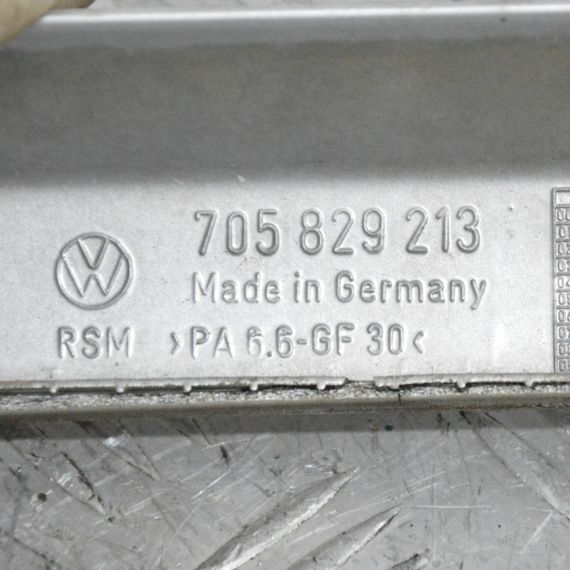 705 829 213
Made in Germany
RSM >PA 6.6-GF 30<